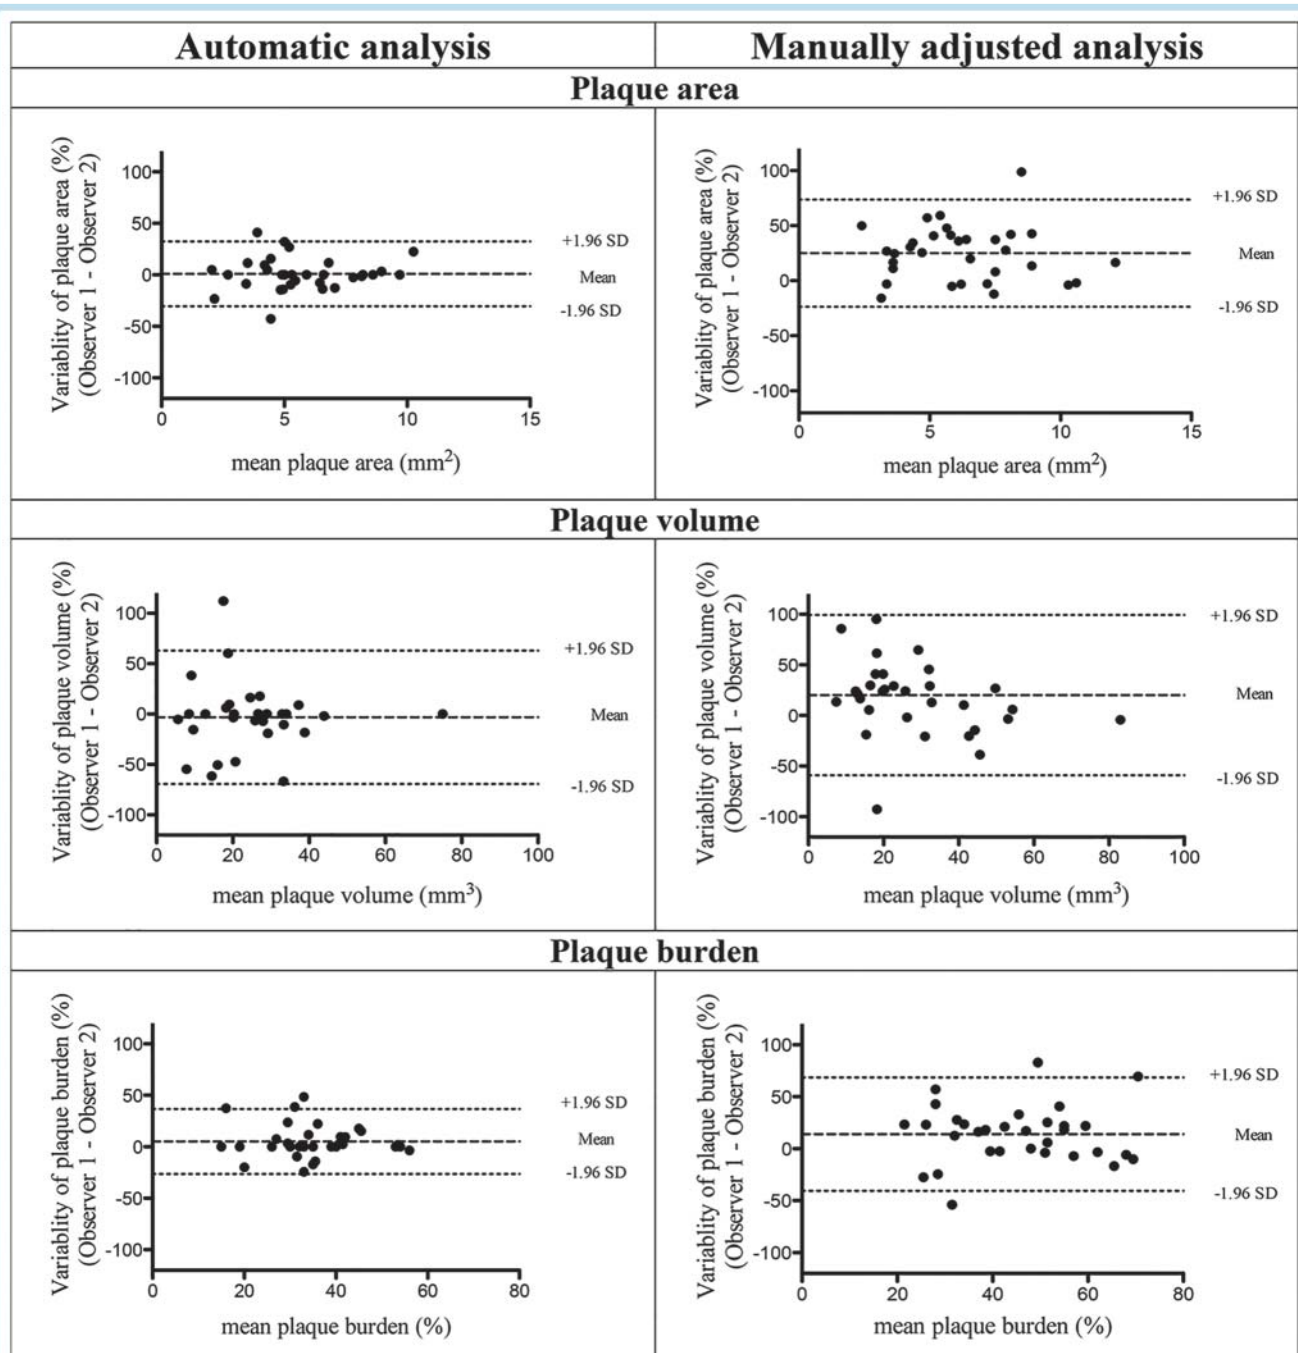 Automatic analysis
Manually adjusted analysis
Plaque area
Variablity of plaque area (%)
(Observer 1 - Observer 2)
100
50
0
-50
-100
+1.96 SD
Mean
-1.96 SD
0 5 10 15
mean plaque area (mm²)
Variablity of plaque area (%)
(Observer 1 - Observer 2)
100
50
0
-50
-100
+1.96 SD
Mean
-1.96 SD
0 5 10 15
mean plaque area (mm²)
Plaque volume
Variablity of plaque volume (%)
(Observer 1 - Observer 2)
100
50
0
-50
-100
+1.96 SD
Mean
-1.96 SD
0 20 40 60 80 100
mean plaque volume (mm³)
Variablity of plaque volume (%)
(Observer 1 - Observer 2)
100
50
0
-50
-100
+1.96 SD
Mean
-1.96 SD
0 20 40 60 80 100
mean plaque volume (mm³)
Plaque burden
Variablity of plaque burden (%)
(Observer 1 - Observer 2)
100
50
0
-50
-100
+1.96 SD
Mean
-1.96 SD
0 20 40 60 80
mean plaque burden (%)
Variablity of plaque burden (%)
(Observer 1 - Observer 2)
100
50
0
-50
-100
+1.96 SD
Mean
-1.96 SD
0 20 40 60 80
mean plaque burden (%)